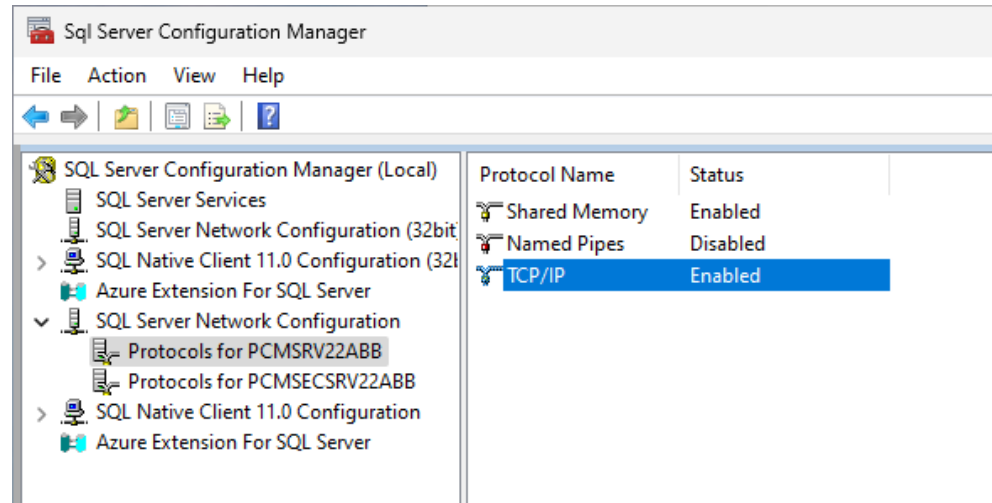 Sql Server Configuration Manager
File Action View Help
SQL Server Configuration Manager (Local)
SQL Server Services
SQL Server Network Configuration (32bit
SQL Native Client 11.0 Configuration (32
Azure Extension For SQL Server
SQL Server Network Configuration
Protocols for PCMSRV22ABB
Protocols for PCMSECSRV22ABB
SQL Native Client 11.0 Configuration
Azure Extension For SQL Server
Protocol Name Status
Shared Memory Enabled
Named Pipes Disabled
TCP/IP Enabled